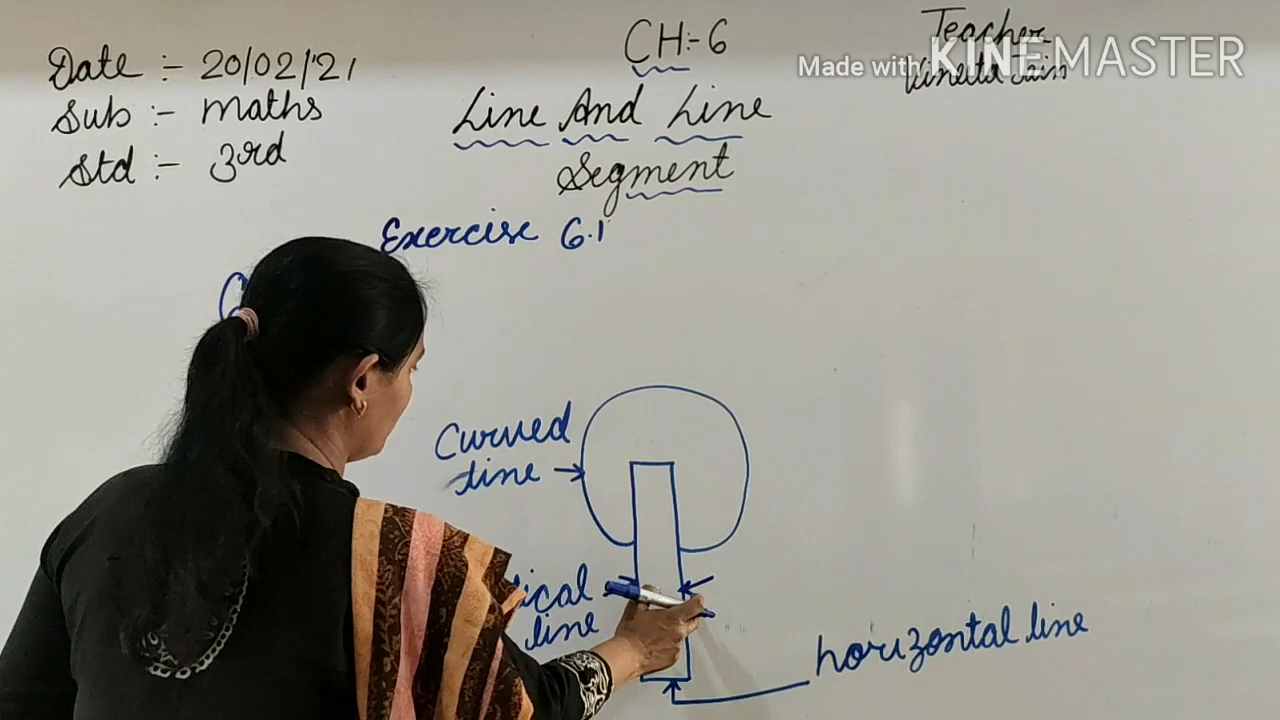 Date :- 20/02/21
Sub :- maths
Std :- 3rd
CH:- 6
Line And Line
Segment
Teacher
Made with KINEMASTER
Jain
Exercise 6.1
Curved
line
ical
line
horizontal line